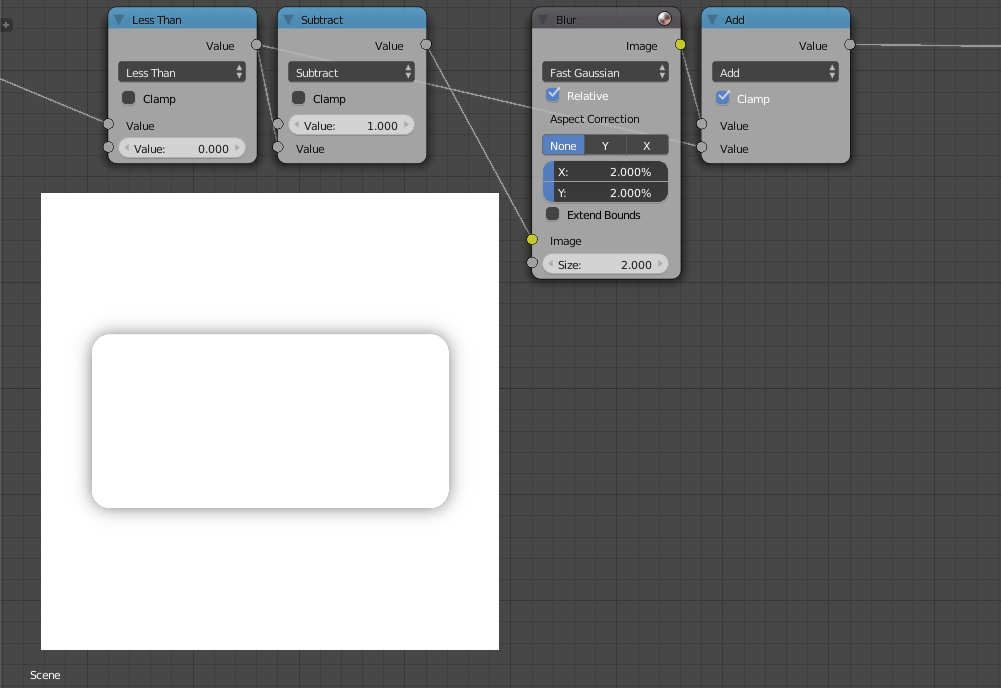 Less Than
Value
Less Than
Clamp
Value
Value: 0.000
Subtract
Value
Subtract
Clamp
Value: 1.000
Value
Blur
Image
Fast Gaussian
Relative
Aspect Correction
None Y X
X: 2.000%
Y: 2.000%
Extend Bounds
Image
Size: 2.000
Add
Value
Add
Clamp
Value
Value
Scene